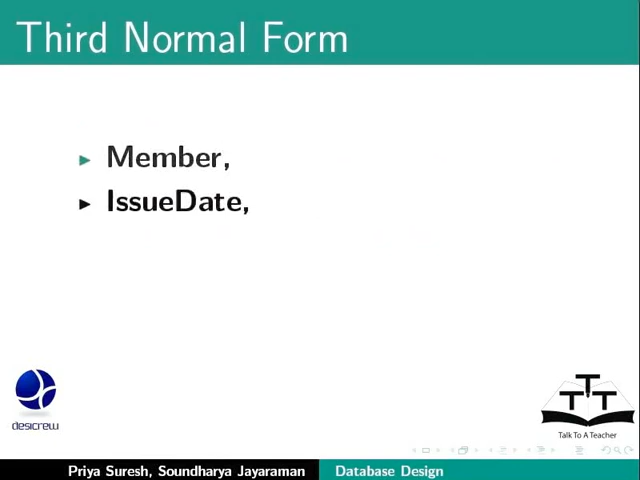 Third Normal Form
Member,
IssueDate,
desicrew
T T T
Talk To A Teacher
Priya Suresh, Soundharya Jayaraman
Database Design